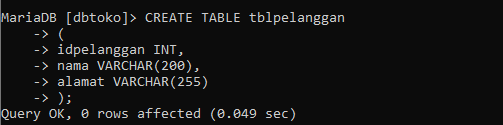 MariaDB [dbtoko]> CREATE TABLE tblpelanggan
    -> (
    -> idpelanggan INT,
    -> nama VARCHAR(200),
    -> alamat VARCHAR(255)
    -> );
Query OK, 0 rows affected (0.049 sec)